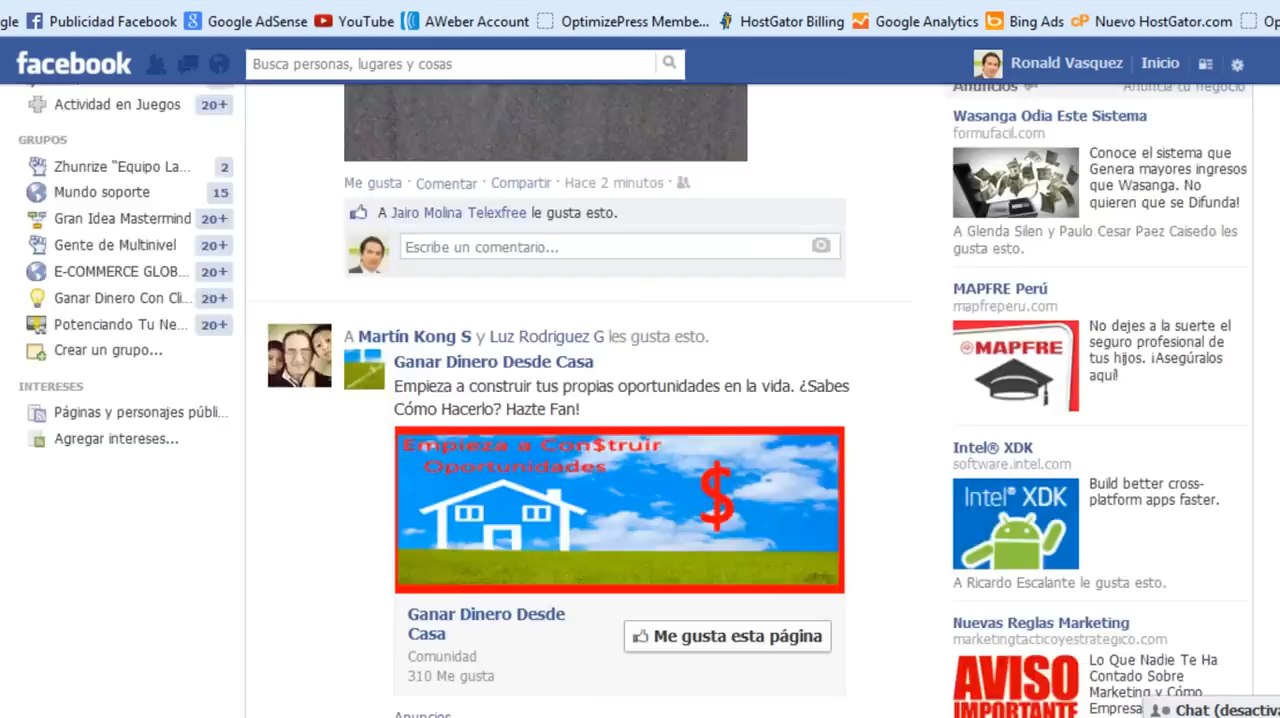 gle Publicidad Facebook Google AdSense YouTube AWeber Account OptimizePress Membe... HostGator Billing Google Analytics Bing Ads Nuevo HostGator.com Op
facebook Busca personas, lugares y cosas Ronald Vasquez Inicio
Actividad en Juegos 20+
GRUPOS
Zhunrize “Equipo La... 2
Mundo soporte 15
Gran Idea Mastermind 20+
Gente de Multinivel 20+
E-COMMERCE GLOB... 20+
Ganar Dinero Con Cli... 20+
Potenciando Tu Ne... 20+
Crear un grupo...
INTERESES
Páginas y personajes públi...
Agregar intereses...
Me gusta · Comentar · Compartir · Hace 2 minutos ·
A Jairo Molina Telexfree le gusta esto.
Escribe un comentario...
A Martín Kong S y Luz Rodriguez G les gusta esto.
Ganar Dinero Desde Casa
Empieza a construir tus propias oportunidades en la vida. ¿Sabes
Cómo Hacerlo? Hazte Fan!
Empieza a Con$truir
Oportunidades
$
Ganar Dinero Desde
Casa
Comunidad
310 Me gusta
Me gusta esta página
Anuncios
Anuncios Anuncia tu negocio
Wasanga Odia Este Sistema
formufacil.com
Conoce el sistema que
Genera mayores ingresos
que Wasanga. No
quieren que se Difunda!
A Glenda Silen y Paulo Cesar Paez Caisedo les
gusta esto.
MAPFRE Perú
mapfreperu.com
MAPFRE
No dejes a la suerte el
seguro profesional de
tus hijos. ¡Asegúralos
aquí!
Intel® XDK
software.intel.com
Intel® XDK
Build better cross-
platform apps faster.
A Ricardo Escalante le gusta esto.
Nuevas Reglas Marketing
marketingtacticoyestrategico.com
AVISO
IMPORTANTE
Lo Que Nadie Te Ha
Contado Sobre
Marketing y Cómo
Empresa
Chat (desactiva